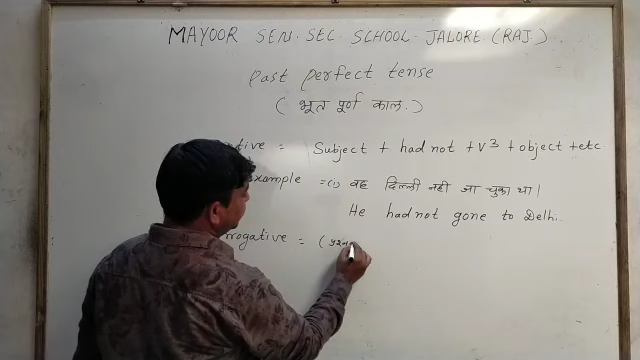 MAYOOR SEN. SEC. SCHOOL. JALORE (RAJ.)
Past perfect tense
( भूत पूर्ण काल. )
ative = Subject + had not + V3 + object + etc
example =(1) वह दिल्ली नही जा चुका था।
He had not gone to Delhi.
rrogative = (